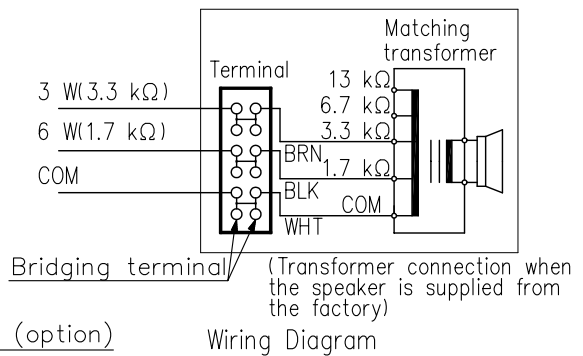 Matching
transformer
Terminal
13 kΩ
3 W(3.3 kΩ)
6.7 kΩ
6 W(1.7 kΩ)
3.3 kΩ
BRN
1.7 kΩ
COM
BLK
COM
WHT
Bridging terminal
(Transformer connection when
the speaker is supplied from
the factory)
(option)
Wiring Diagram